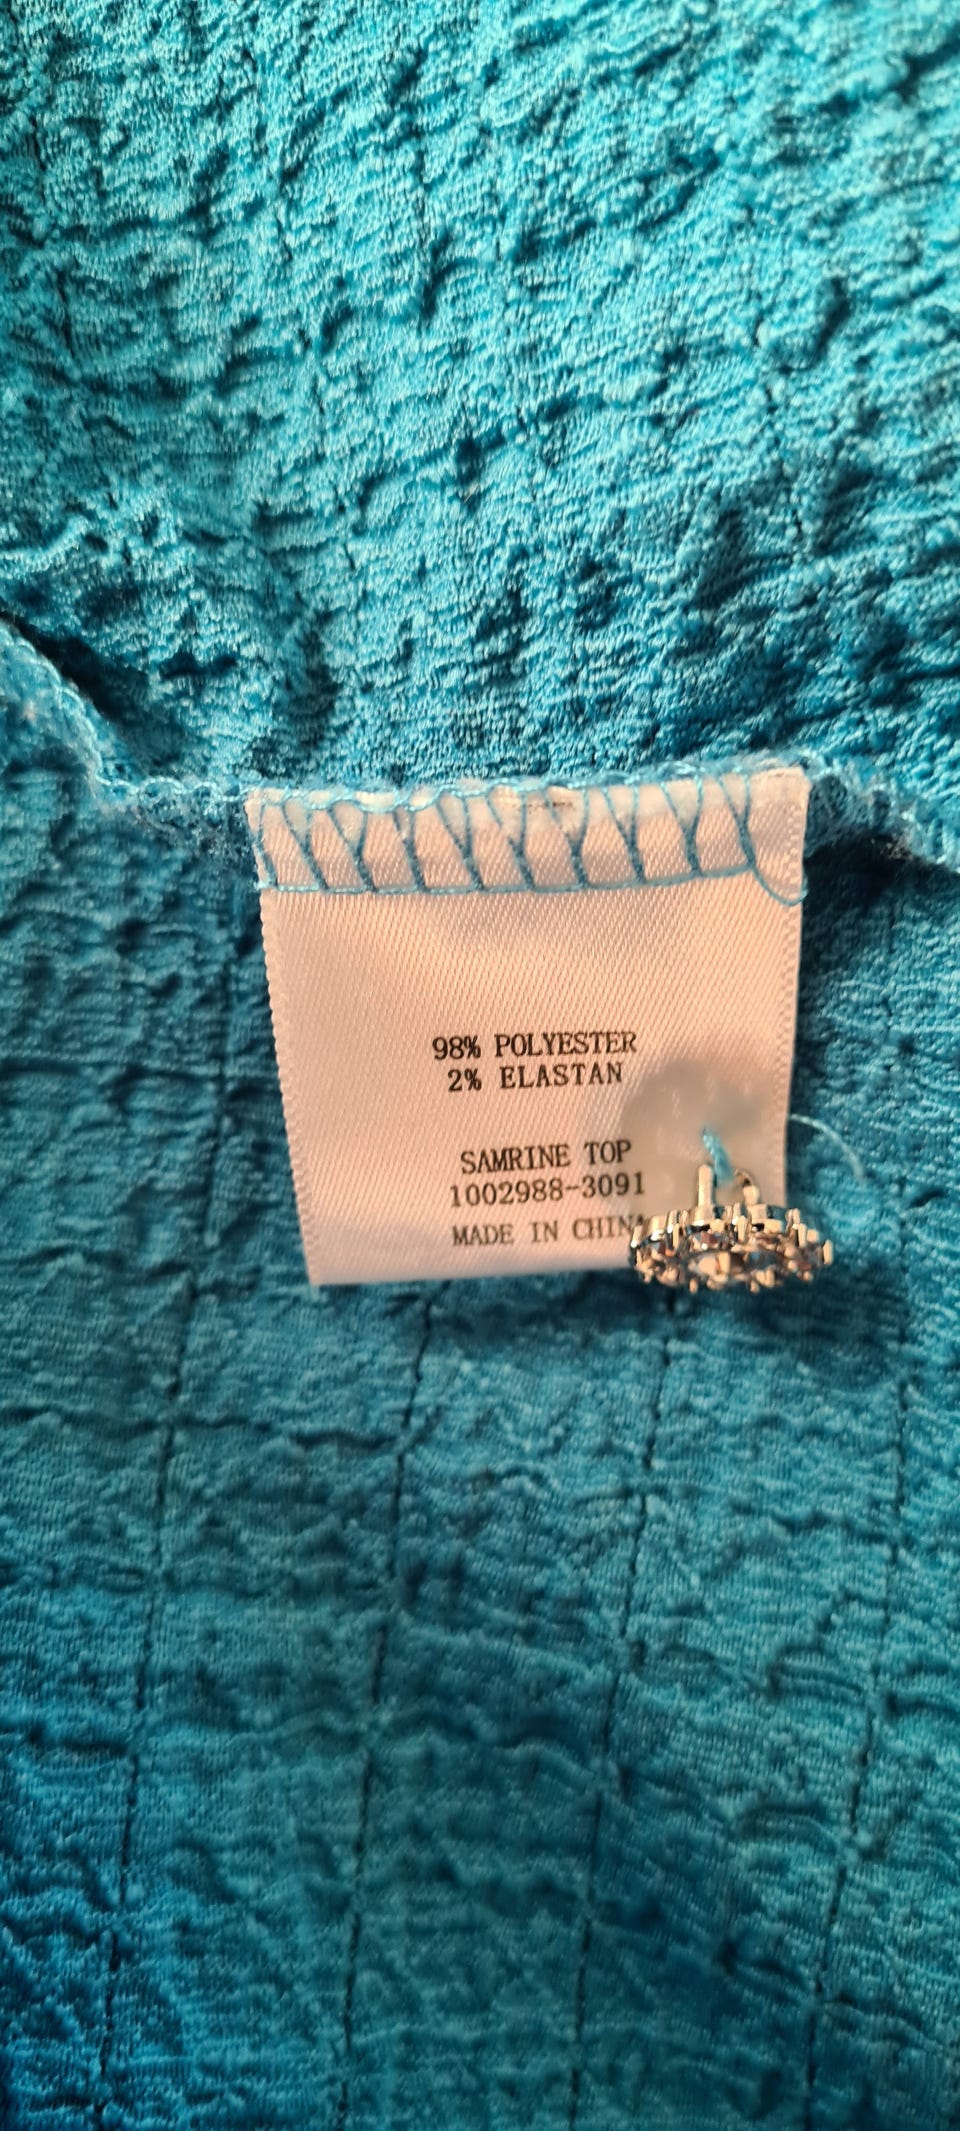 98% POLYESTER
2% ELASTAN
SAMRINE TOP
1002988-3091
MADE IN CHINA